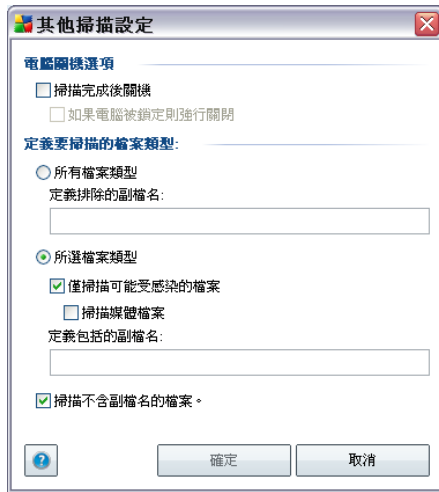 其他掃描設定
電腦關機選項
掃描完成後關機
如果電腦被鎖定則強行關閉
定義要掃描的檔案類型:
所有檔案類型
定義排除的副檔名:
所選檔案類型
僅掃描可能受感染的檔案
掃描媒體檔案
定義包括的副檔名:
掃描不含副檔名的檔案。
? 確定 取消